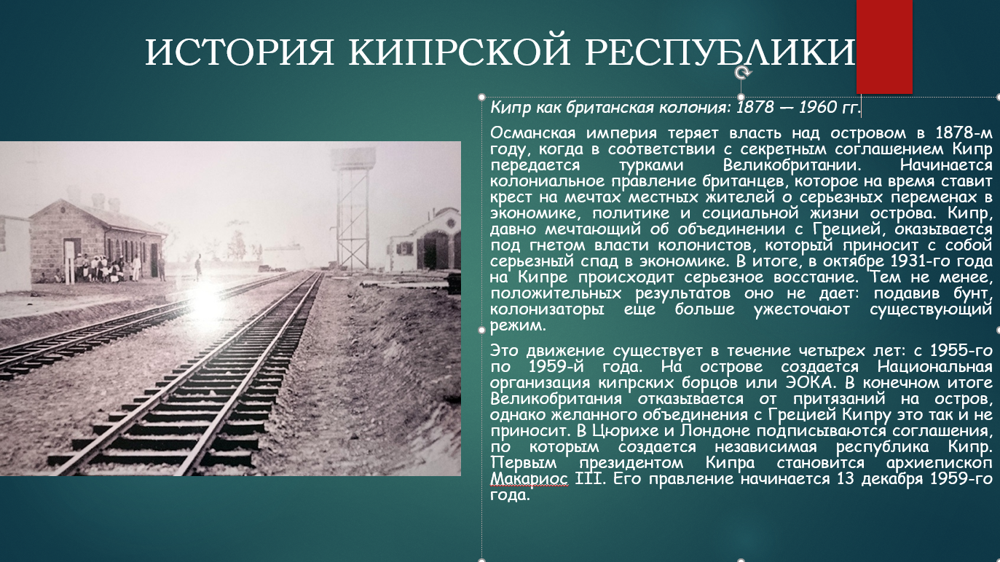 ИСТОРИЯ КИПРСКОЙ РЕСПУБЛИКИ
Кипр как британская колония: 1878 — 1960 гг.
Османская империя теряет власть над островом в 1878-м
году, когда в соответствии с секретным соглашением Кипр
передается турками Великобритании. Начинается
колониальное правление британцев, которое на время ставит
крест на мечтах местных жителей о серьезных переменах в
экономике, политике и социальной жизни острова. Кипр,
давно мечтающий об объединении с Грецией, оказывается
под гнетом власти колонистов, который приносит с собой
серьезный спад в экономике. В итоге, в октябре 1931-го года
на Кипре происходит серьезное восстание. Тем не менее,
положительных результатов оно не дает: подавив бунт,
колонизаторы еще больше ужесточают существующий
режим.
Это движение существует в течение четырех лет: с 1955-го
по 1959-й года. На острове создается Национальная
организация кипрских борцов или ЭОКА. В конечном итоге
Великобритания отказывается от притязаний на остров,
однако желанного объединения с Грецией Кипру это так и не
приносит. В Цюрихе и Лондоне подписываются соглашения,
по которым создается независимая республика Кипр.
Первым президентом Кипра становится архиепископ
Макариос III. Его правление начинается 13 декабря 1959-го
года.